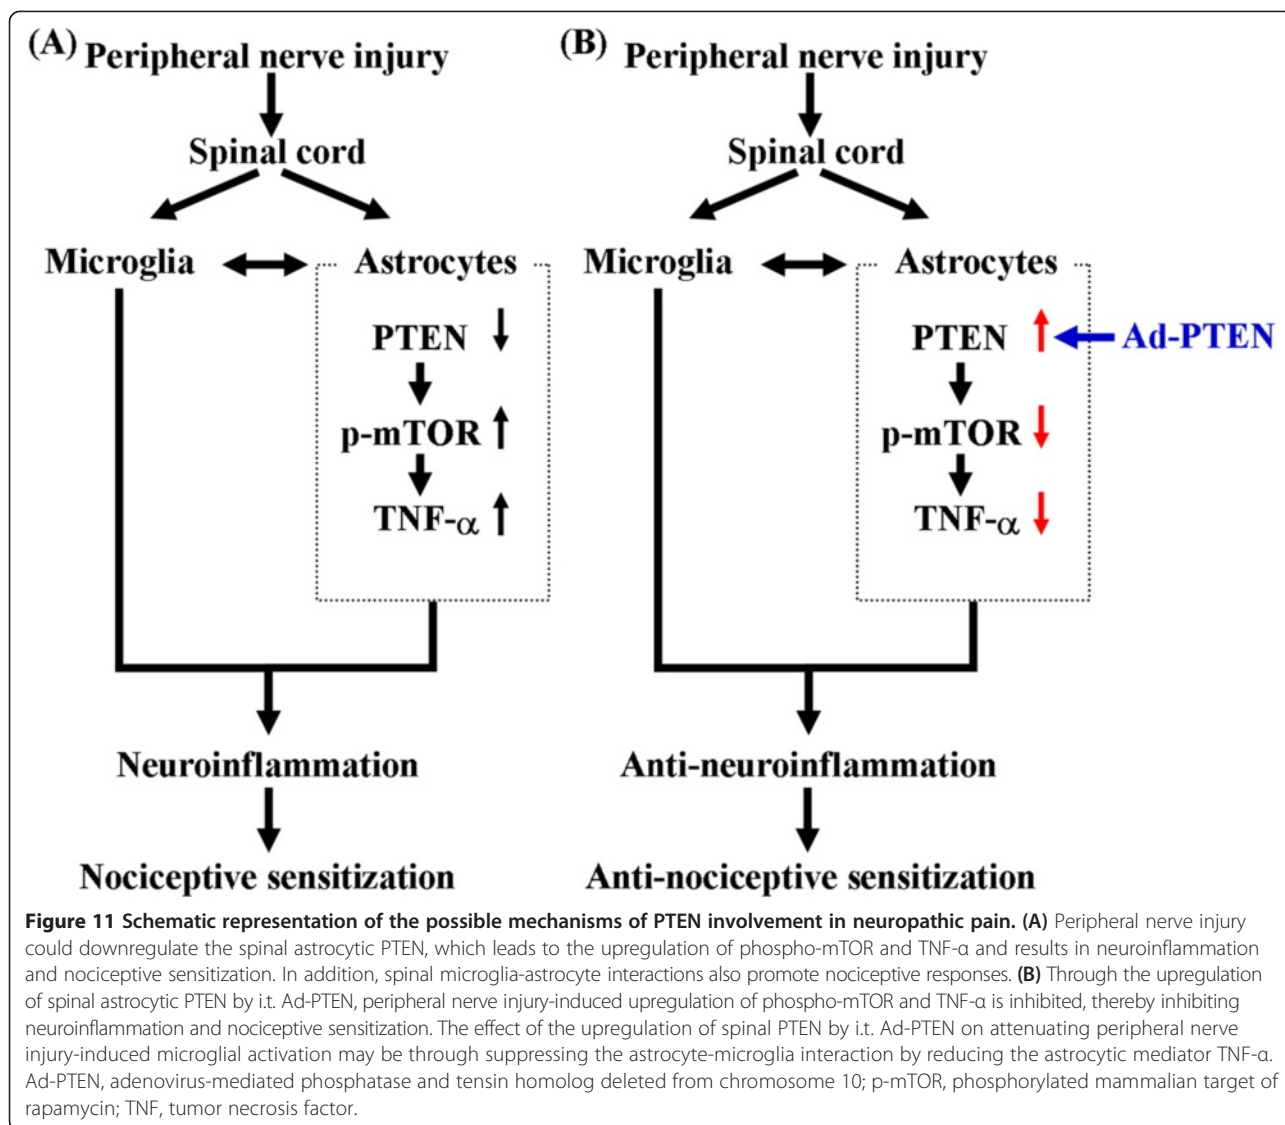 (A) Peripheral nerve injury
Spinal cord
Microglia
Astrocytes
PTEN
p-mTOR
TNF-α
Neuroinflammation
Nociceptive sensitization
(B) Peripheral nerve injury
Spinal cord
Microglia
Astrocytes
PTEN
Ad-PTEN
p-mTOR
TNF-α
Anti-neuroinflammation
Anti-nociceptive sensitization
Figure 11 Schematic representation of the possible mechanisms of PTEN involvement in neuropathic pain. (A) Peripheral nerve injury
could downregulate the spinal astrocytic PTEN, which leads to the upregulation of phospho-mTOR and TNF-α and results in neuroinflammation
and nociceptive sensitization. In addition, spinal microglia-astrocyte interactions also promote nociceptive responses. (B) Through the upregulation
of spinal astrocytic PTEN by i.t. Ad-PTEN, peripheral nerve injury-induced upregulation of phospho-mTOR and TNF-α is inhibited, thereby inhibiting
neuroinflammation and nociceptive sensitization. The effect of the upregulation of spinal PTEN by i.t. Ad-PTEN on attenuating peripheral nerve
injury-induced microglial activation may be through suppressing the astrocyte-microglia interaction by reducing the astrocytic mediator TNF-α.
Ad-PTEN, adenovirus-mediated phosphatase and tensin homolog deleted from chromosome 10; p-mTOR, phosphorylated mammalian target of
rapamycin; TNF, tumor necrosis factor.